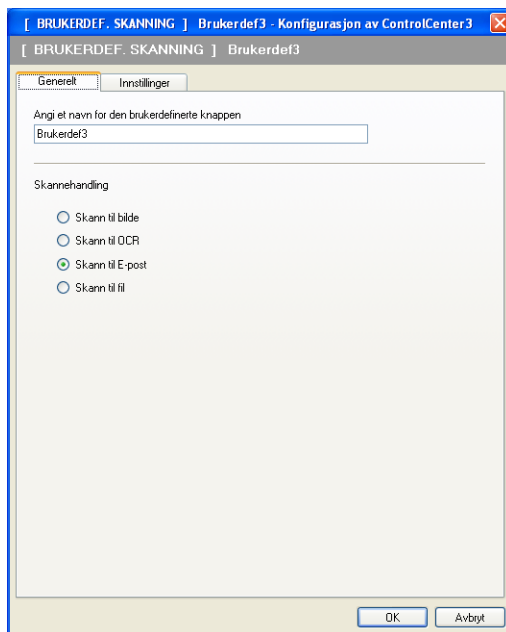 [ BRUKERDEF. SKANNING ] Brukerdef3 - Konfigurasjon av ControlCenter3
[ BRUKERDEF. SKANNING ] Brukerdef3
Generelt Innstillinger
Angi et navn for den brukerdefinerte knappen
Brukerdef3
Skannehandling
Skann til bilde
Skann til OCR
Skann til E-post
Skann til fil
OK Avbryt